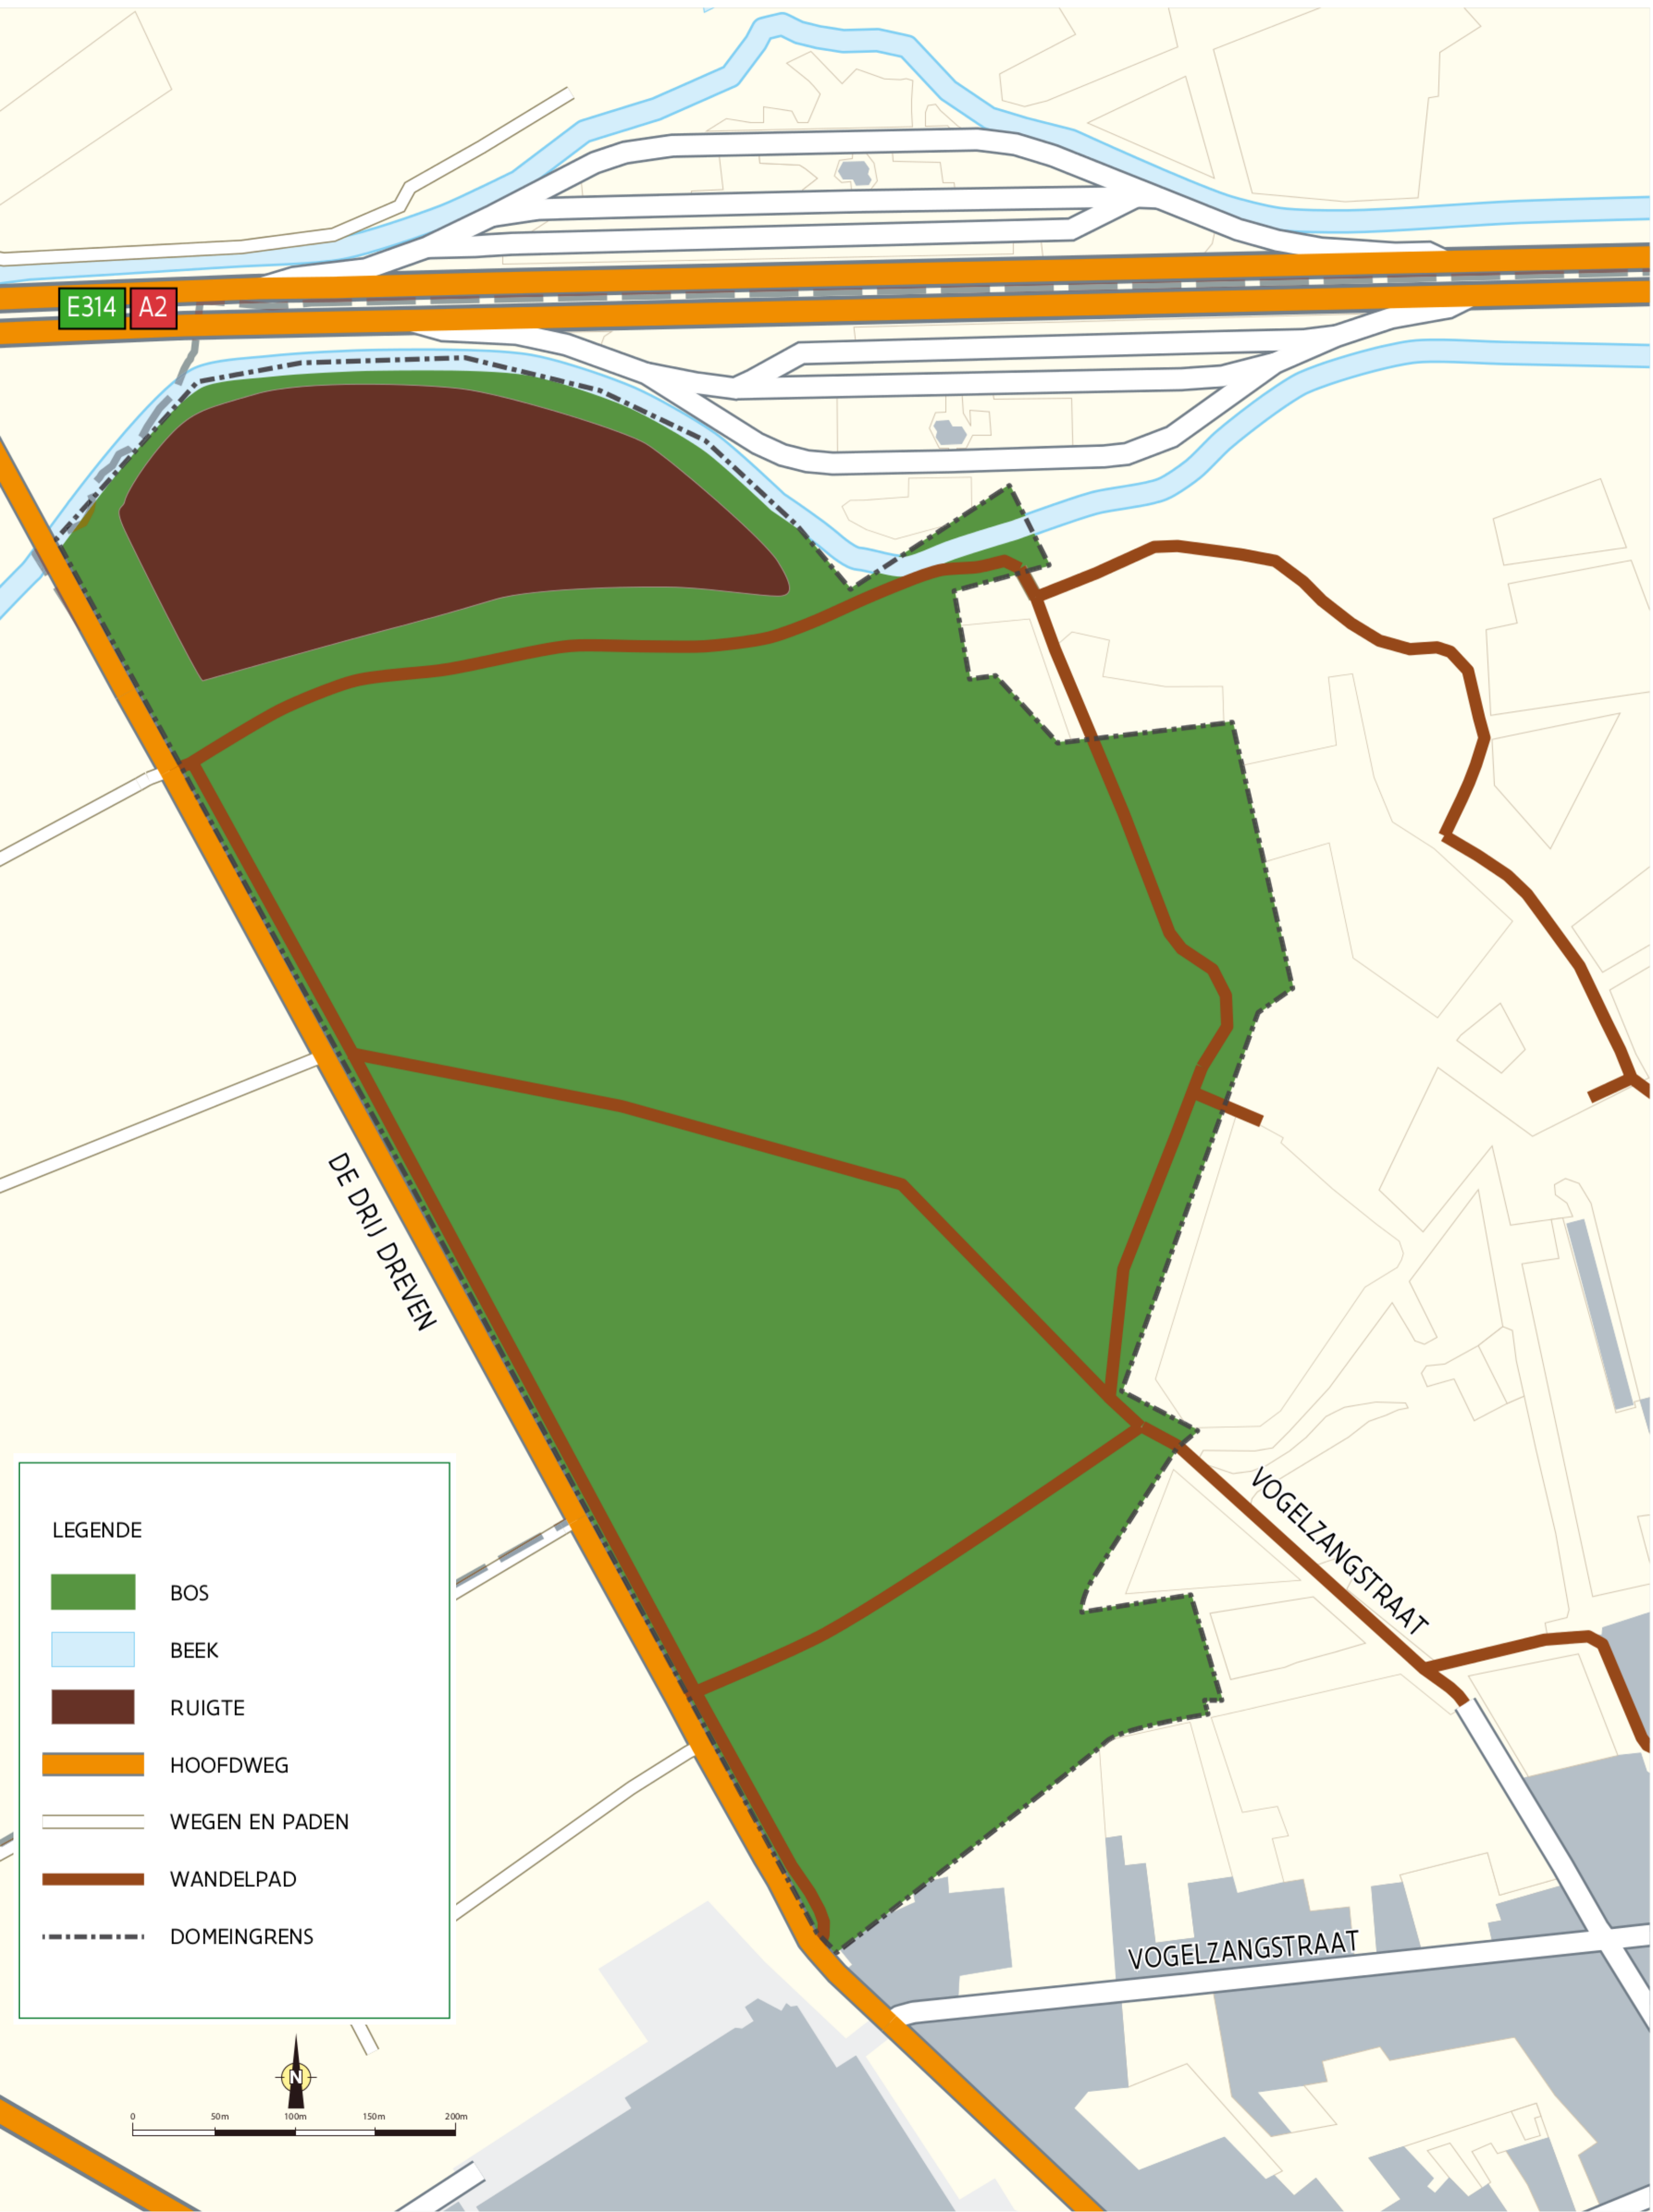 E314 A2
DE DRIJ DREVEN
VOGELZANGSTRAAT
LEGENDE
BOS
BEEK
RUIGTE
HOOFDWEG
WEGEN EN PADEN
WANDELPAD
DOMEINGRENS
VOGELZANGSTRAAT
N
0 50m 100m 150m 200m